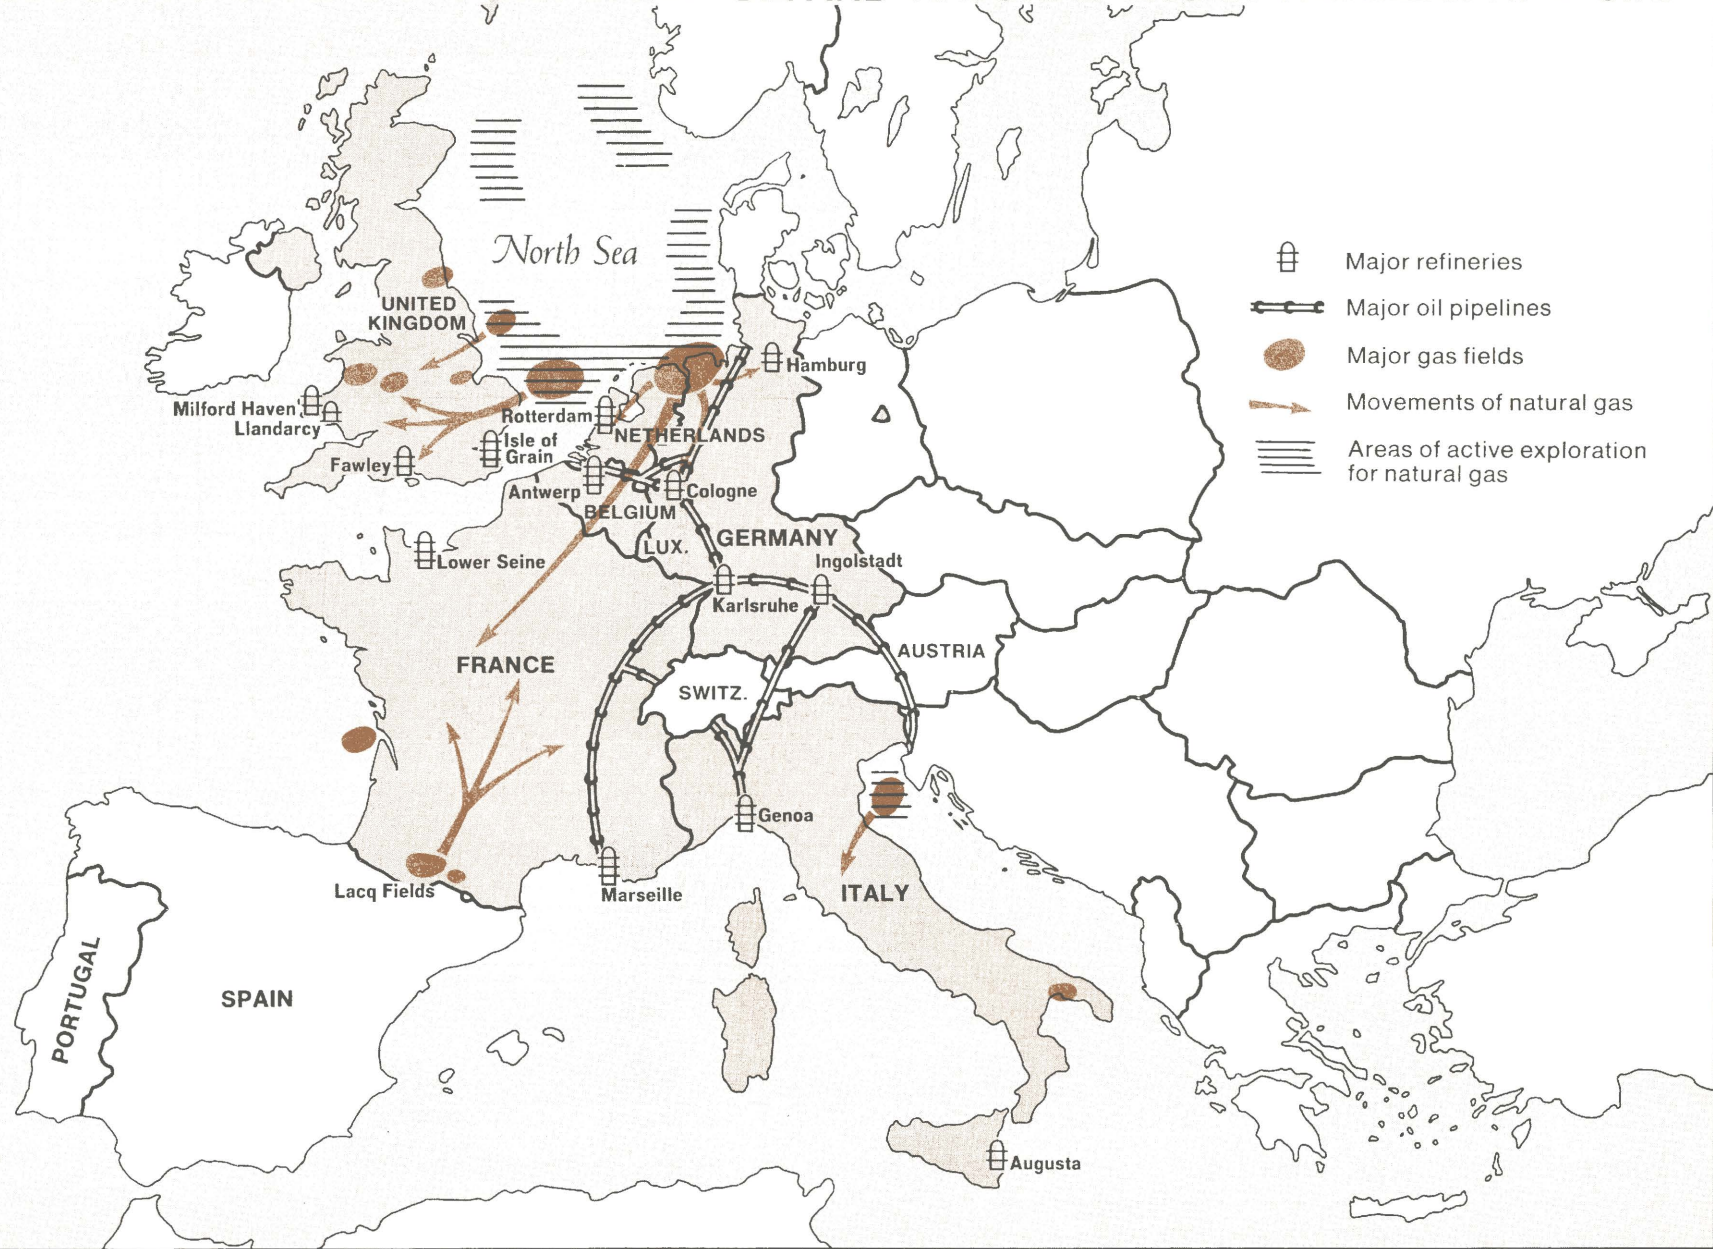 North Sea
UNITED
KINGDOM
Milford Haven
Llandarcy
Fawley
Isle of
Grain
Rotterdam
NETHERLANDS
Hamburg
Antwerp
Cologne
BELGIUM
LUX.
GERMANY
Ingolstadt
Lower Seine
Karlsruhe
FRANCE
AUSTRIA
SWITZ.
Genoa
Lacq Fields
Marseille
ITALY
PORTUGAL
SPAIN
Augusta
Major refineries
Major oil pipelines
Major gas fields
Movements of natural gas
Areas of active exploration
for natural gas